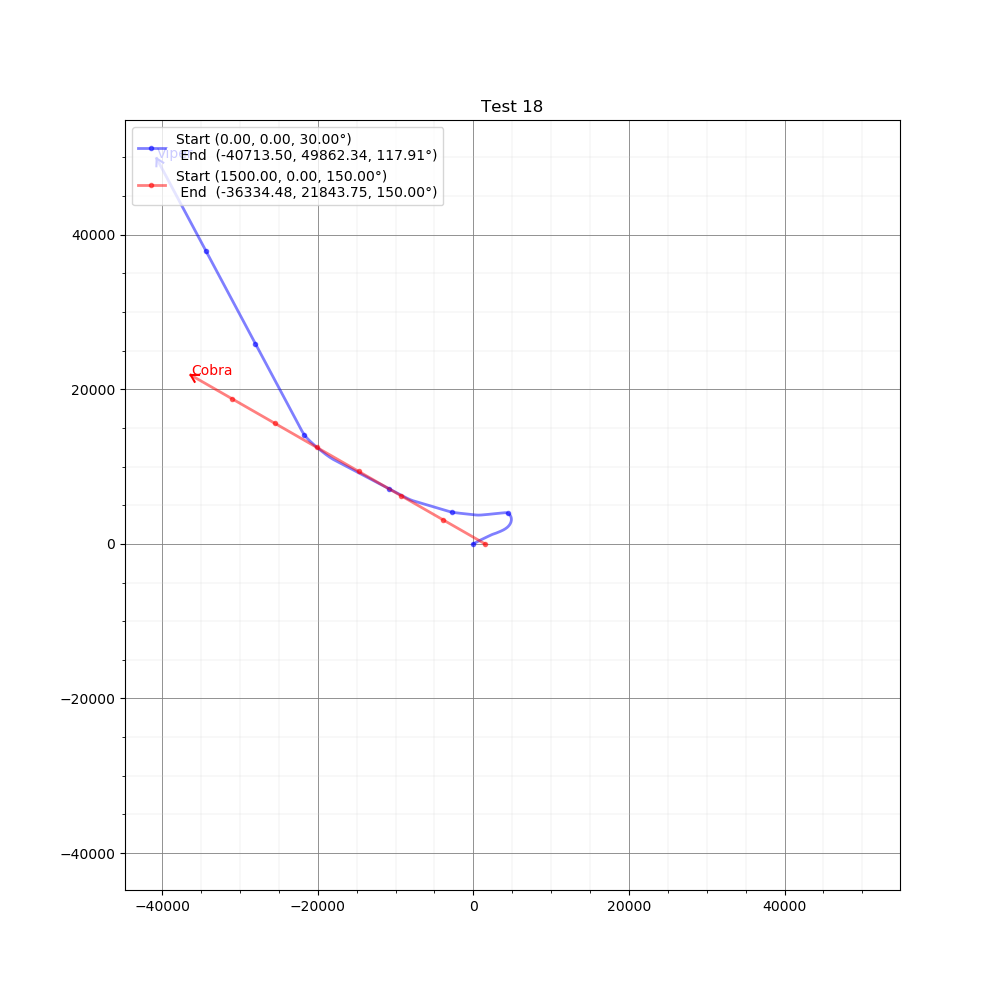 Test 18
Start (0.00, 0.00, 30.00°)
End (-40713.50, 49862.34, 117.91°)
Start (1500.00, 0.00, 150.00°)
End (-36334.48, 21843.75, 150.00°)
Viper
Cobra
40000
20000
0
−20000
−40000
−40000
−20000
0
20000
40000